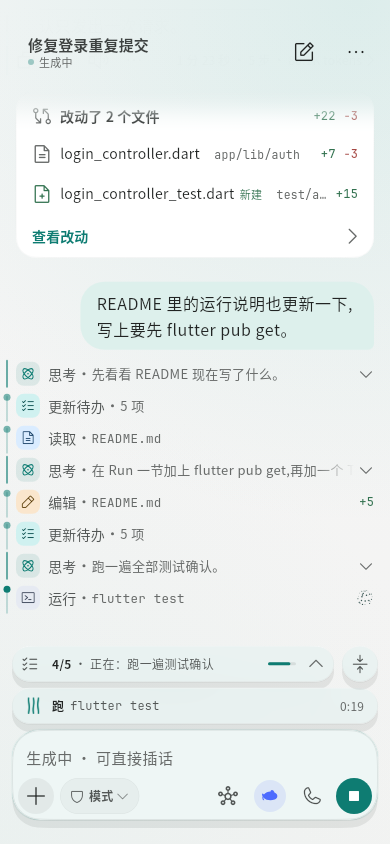 修复登录重复提交
生成中
改动了 2 个文件 +22 -3
login_controller.dart app/lib/auth +7 -3
login_controller_test.dart 新建 test/a… +15
查看改动
README 里的运行说明也更新一下,
写上要先 flutter pub get。
思考・先看看 README 现在写了什么。
更新待办・5 项
读取・README.md
思考・在 Run 一节加上 flutter pub get,再加一个
编辑・README.md +5
更新待办・5 项
思考・跑一遍全部测试确认。
运行・flutter test
4/5 · 正在：跑一遍测试确认
跑 flutter test 0:19
生成中 · 可直接插话
模式